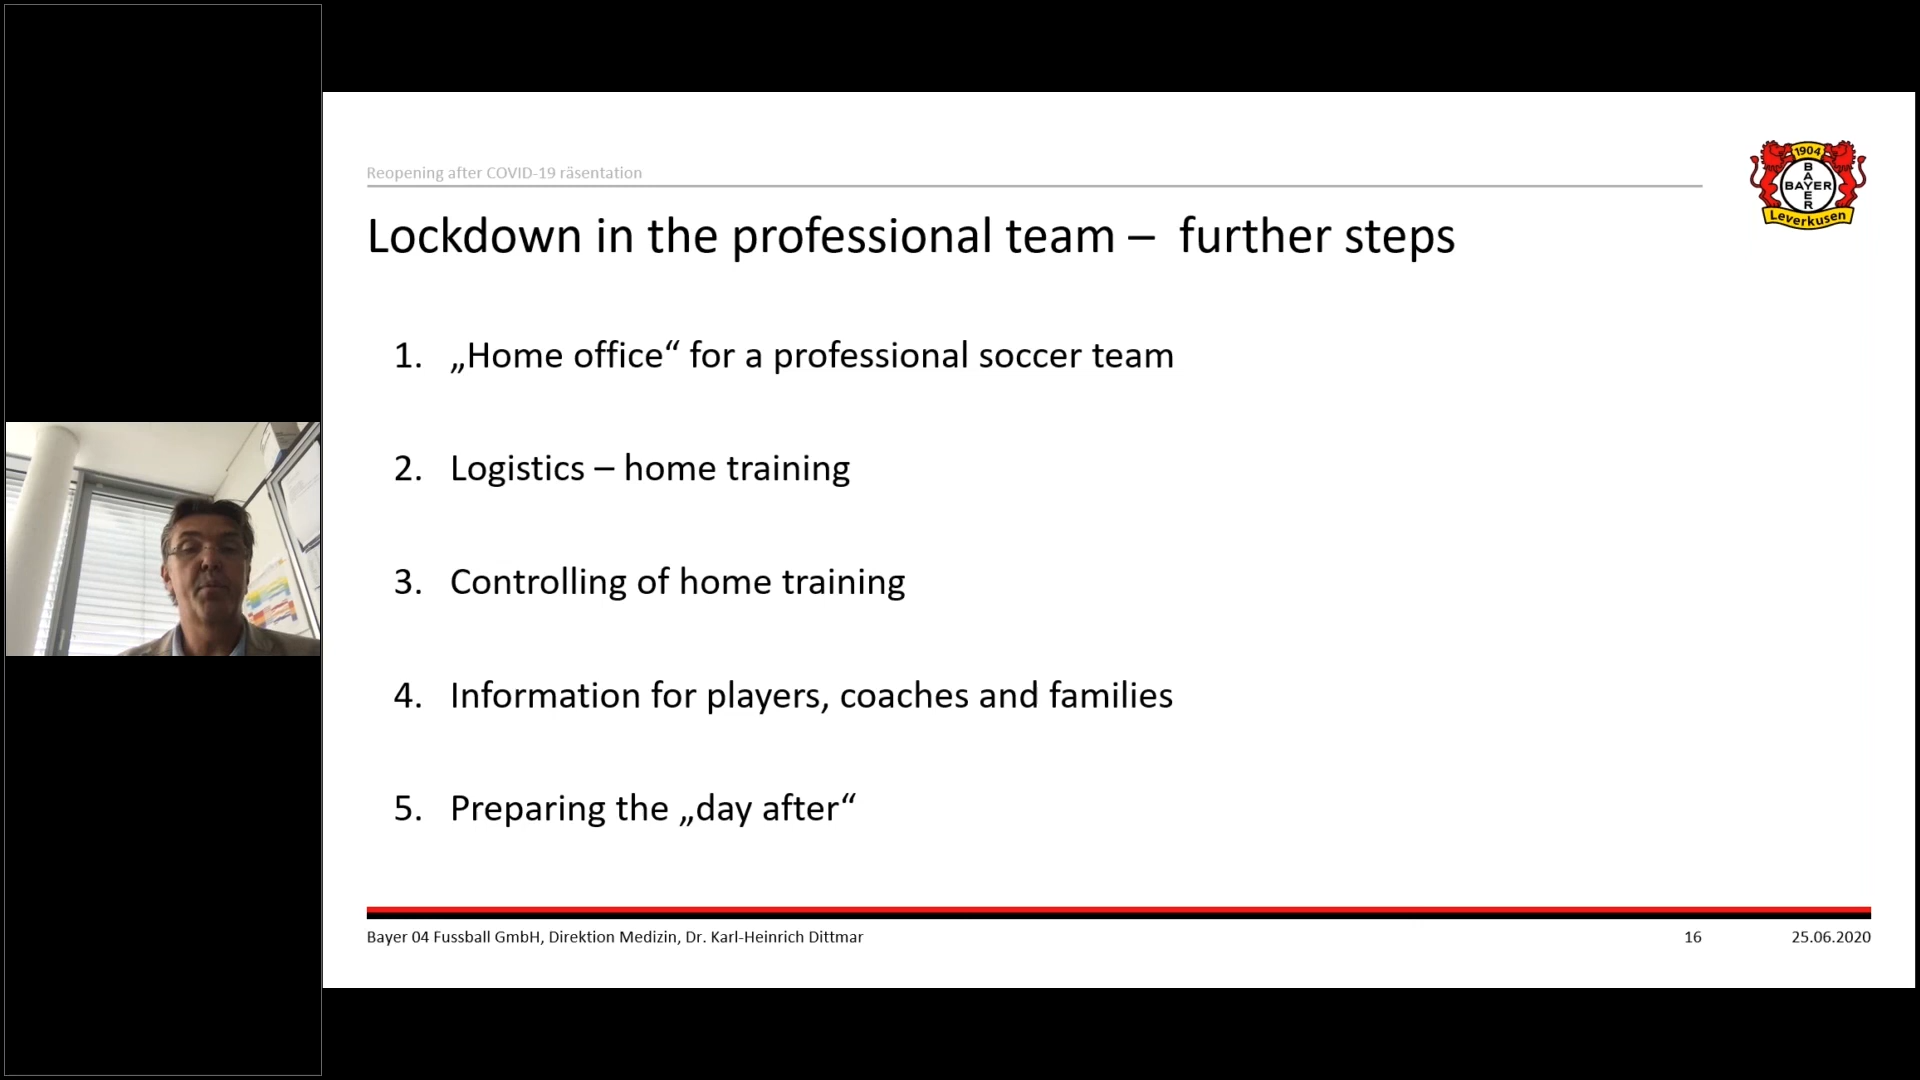 Reopening after COVID-19 räsentation
1904
BAYER
BAYER
Leverkusen
Lockdown in the professional team –  further steps
1. „Home office“ for a professional soccer team
2. Logistics – home training
3. Controlling of home training
4. Information for players, coaches and families
5. Preparing the „day after“
Bayer 04 Fussball GmbH, Direktion Medizin, Dr. Karl-Heinrich Dittmar
16
25.06.2020